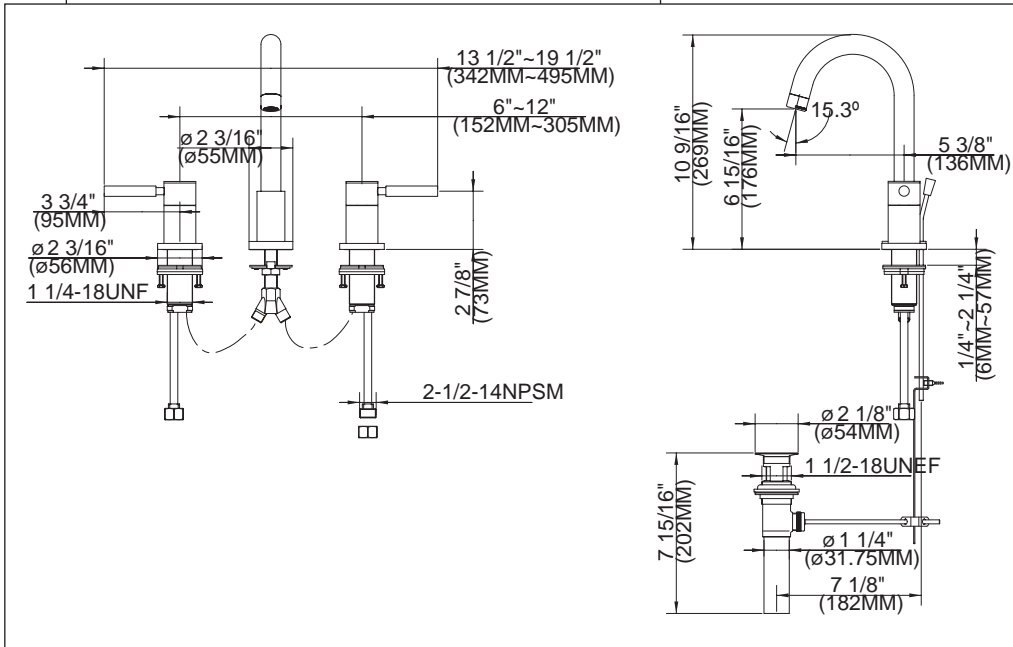 13 1/2"~19 1/2"
(342MM~495MM)
6"~12"
(152MM~305MM)
ø 2 3/16"
(ø55MM)
3 3/4"
(95MM)
ø 2 3/16"
(ø56MM)
1 1/4-18UNF
2 7/8"
(73MM)
2-1/2-14NPSM
10 9/16"
(269MM)
6 15/16"
(176MM)
15.3º
5 3/8"
(136MM)
1/4"~2 1/4"
(6MM~57MM)
ø 2 1/8"
(ø54MM)
1 1/2-18UNEF
7 15/16"
(202MM)
ø 1 1/4"
(ø31.75MM)
7 1/8"
(182MM)